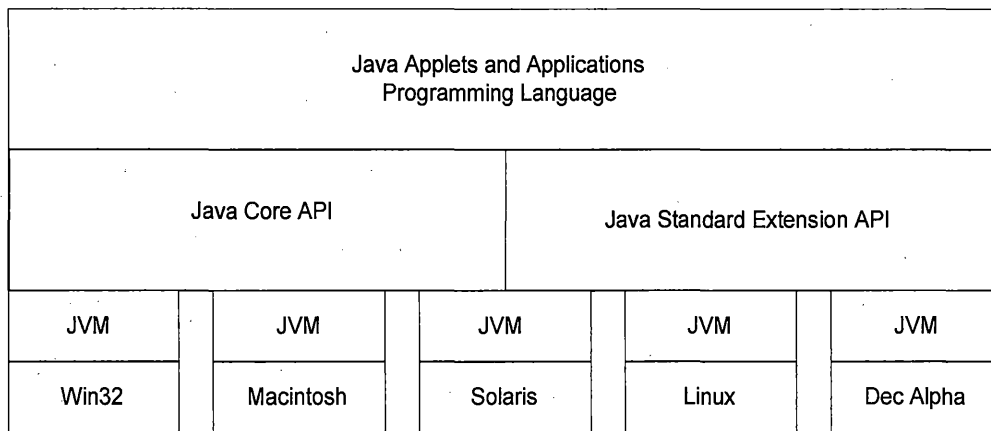 Java Applets and Applications
Programming Language
Java Core API
Java Standard Extension API
JVM JVM JVM JVM JVM
Win32 Macintosh Solaris Linux Dec Alpha